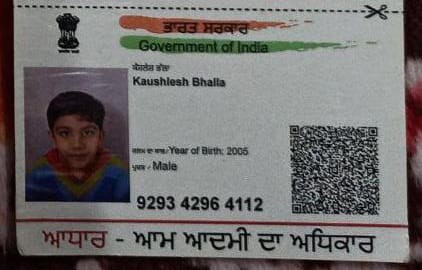 ਭਾਰਤ ਸਰਕਾਰ
Government of India
Kaushlesh Bhalla
Year of Birth: 2005
ਪੁਰਸ਼ - Male
9293 4296 4112
ਆਧਾਰ - ਆਮ ਆਦਮੀ ਦਾ ਅਧਿਕਾਰ